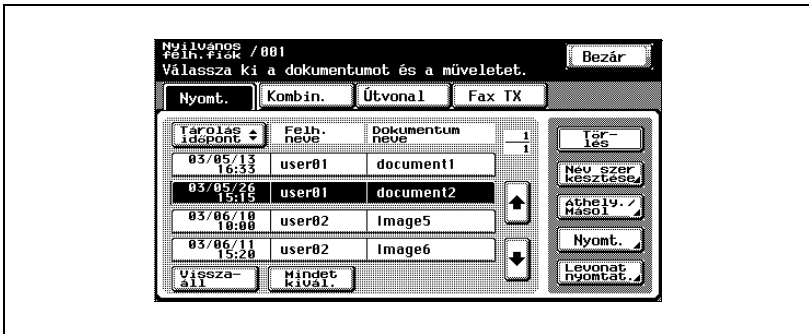 Nyilvános
felh.fiók /001
Válassza ki a dokumentumot és a műveletet.
Bezár
Nyomt. Kombin. Útvonal Fax TX
Tárolás
időpont
Felh.
neve
Dokumentum
neve
1
1
03/05/13
16:33
user01 document1
03/05/26
15:15
user01 document2
03/06/10
10:00
user02 Image5
03/06/11
15:20
user02 Image6
Vissza-
áll
Mindet
kivál.
Tör-
lés
Név szer
kesztése
Áthely./
Másol
Nyomt.
Levonat
nyomtat.